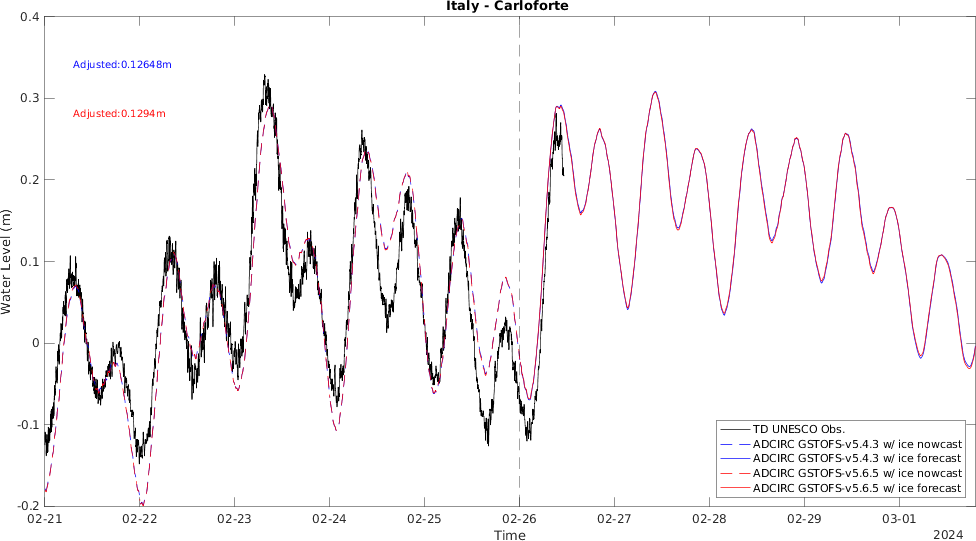 Italy - Carloforte
0.4
0.3
0.2
0.1
0
-0.1
-0.2
Water Level (m)
Adjusted:0.12648m
Adjusted:0.1294m
TD UNESCO Obs.
ADCIRC GSTOFS-v5.4.3 w/ ice nowcast
ADCIRC GSTOFS-v5.4.3 w/ ice forecast
ADCIRC GSTOFS-v5.6.5 w/ ice nowcast
ADCIRC GSTOFS-v5.6.5 w/ ice forecast
02-21 02-22 02-23 02-24 02-25 02-26 02-27 02-28 02-29 03-01
Time
2024